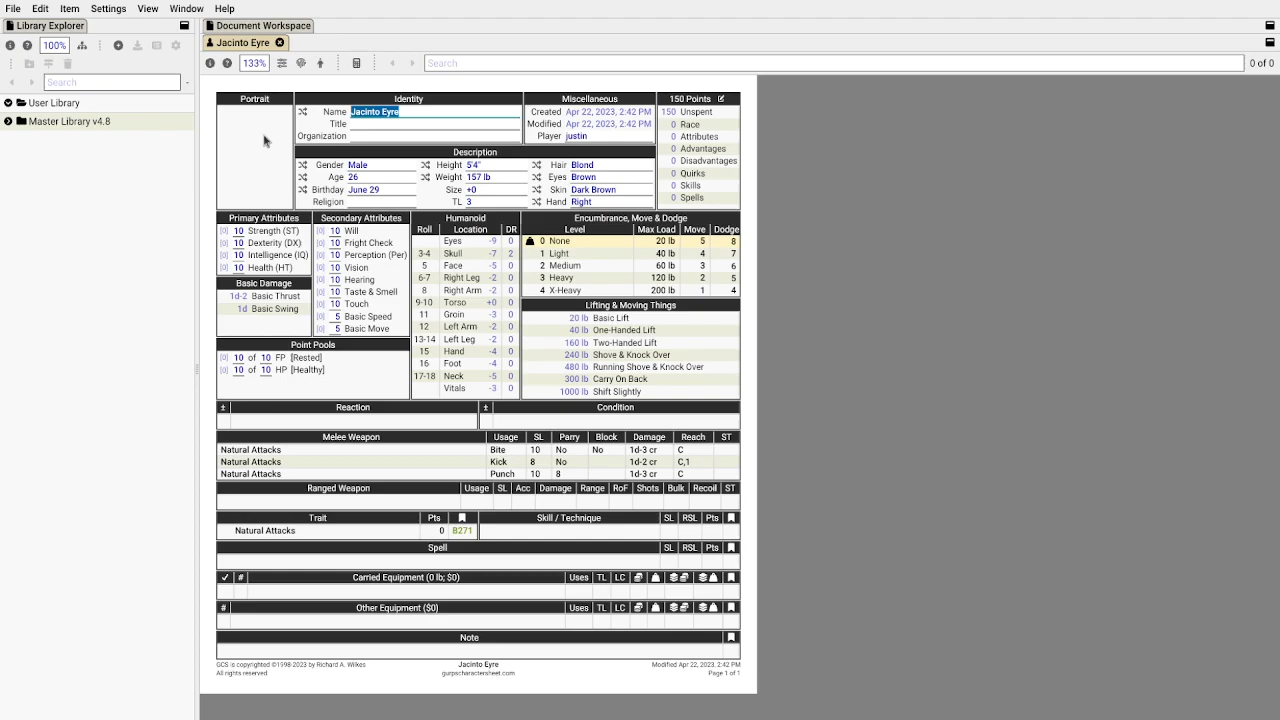 File Edit Item Settings View Window Help
Library Explorer
Document Workspace
Jacinto Eyre
100%
133%
Search
0 of 0
Search
User Library
Master Library v4.8
Portrait
Identity
Name Jacinto Eyre
Title
Organization
Miscellaneous
Created Apr 22, 2023, 2:42 PM
Modified Apr 22, 2023, 2:42 PM
Player justin
150 Points
150 Unspent
0 Race
0 Attributes
0 Advantages
0 Disadvantages
0 Quirks
0 Skills
0 Spells
Description
Gender Male Height 5'4" Hair Blond
Age 26 Weight 157 lb Eyes Brown
Birthday June 29 Size +0 Skin Dark Brown
Religion TL 3 Hand Right
Primary Attributes
[0] 10 Strength (ST)
[0] 10 Dexterity (DX)
[0] 10 Intelligence (IQ)
[0] 10 Health (HT)
Basic Damage
1d-2 Basic Thrust
1d Basic Swing
Secondary Attributes
[0] 10 Will
[0] 10 Fright Check
[0] 10 Perception (Per)
[0] 10 Vision
[0] 10 Hearing
[0] 10 Taste & Smell
[0] 10 Touch
[0] 5 Basic Speed
[0] 5 Basic Move
Point Pools
[0] 10 of 10 FP [Rested]
[0] 10 of 10 HP [Healthy]
Humanoid
Roll Location DR
Eyes -9 0
3-4 Skull -7 2
5 Face -5 0
6-7 Right Leg -2 0
8 Right Arm -2 0
9-10 Torso +0 0
11 Groin -3 0
12 Left Arm -2 0
13-14 Left Leg -2 0
15 Hand -4 0
16 Foot -4 0
17-18 Neck -5 0
Vitals -3 0
Encumbrance, Move & Dodge
Level Max Load Move Dodge
0 None 20 lb 5 8
1 Light 40 lb 4 7
2 Medium 60 lb 3 6
3 Heavy 120 lb 2 5
4 X-Heavy 200 lb 1 4
Lifting & Moving Things
20 lb Basic Lift
40 lb One-Handed Lift
160 lb Two-Handed Lift
240 lb Shove & Knock Over
480 lb Running Shove & Knock Over
300 lb Carry On Back
1000 lb Shift Slightly
± Reaction ± Condition
Melee Weapon Usage SL Parry Block Damage Reach ST
Natural Attacks Bite 10 No No 1d-3 cr C
Natural Attacks Kick 8 No 1d-2 cr C,1
Natural Attacks Punch 10 8 1d-3 cr C
Ranged Weapon Usage SL Acc Damage Range RoF Shots Bulk Recoil ST
Trait Pts Skill / Technique SL RSL Pts
Natural Attacks 0 B271
Spell SL RSL Pts
# Carried Equipment (0 lb; $0) Uses TL LC
# Other Equipment ($0) Uses TL LC
Note
GCS is copyrighted ©1998-2023 by Richard A. Wilkes Jacinto Eyre Modified Apr 22, 2023, 2:42 PM
All rights reserved gurpscharactersheet.com Page 1 of 1